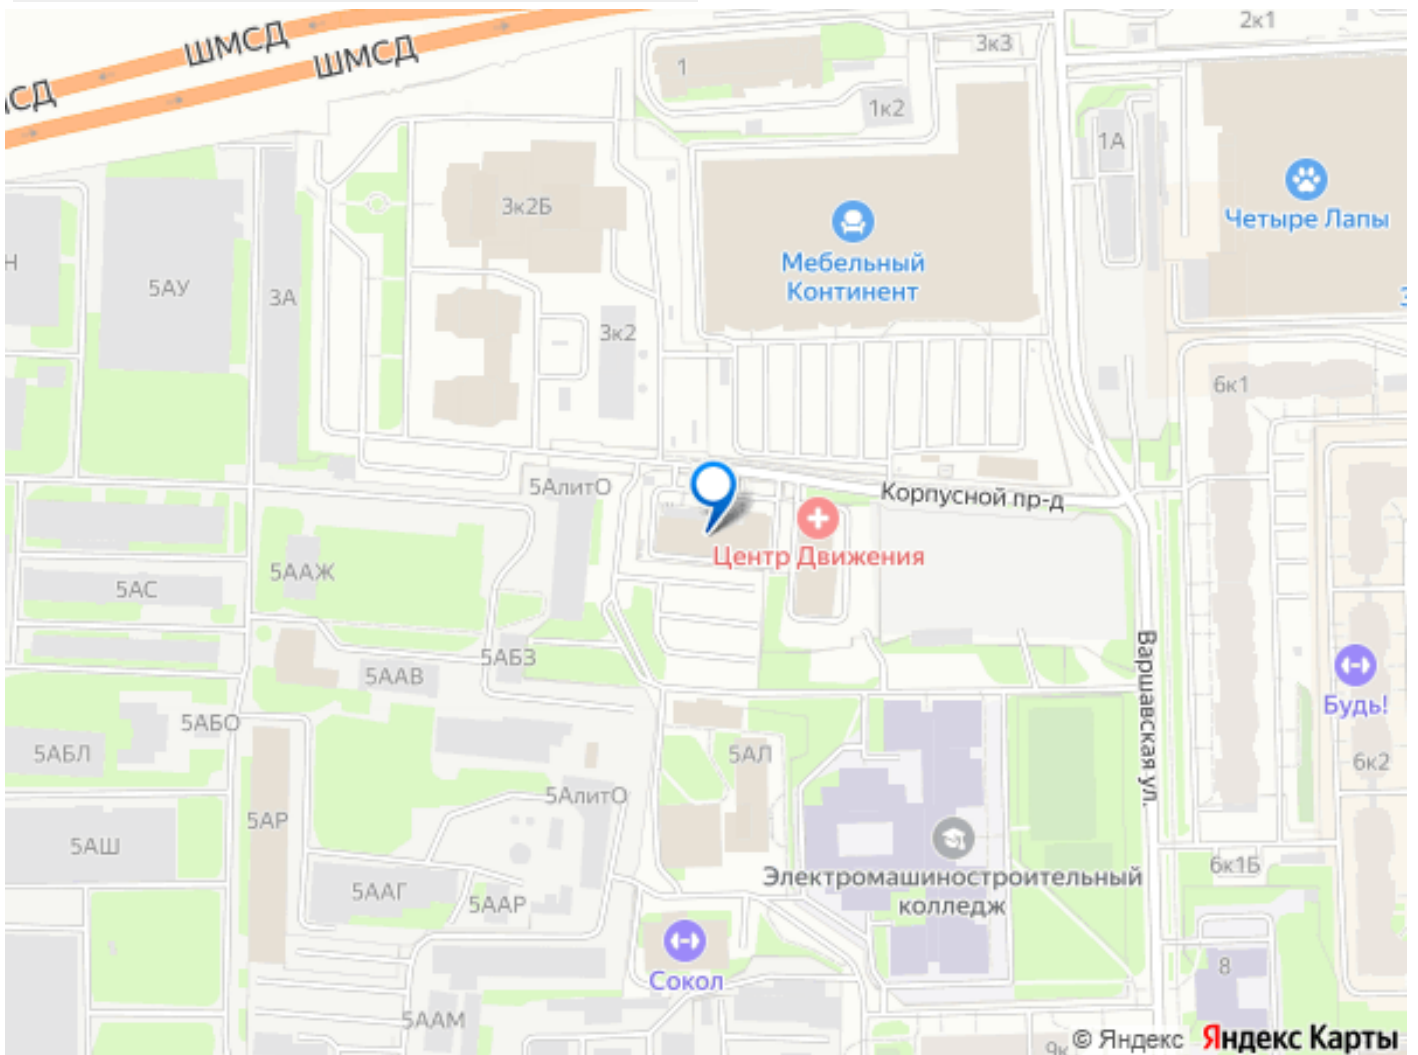 ШМСД
ШМСД
МСД
2к1
3к3
1
1к2
1А
Четыре Лапы
3к2Б
Мебельный
Континент
Н
5АУ
3А
3к2
6к1
5АлитО
Корпусной пр-д
Центр Движения
5ААЖ
5АС
5АБЗ
5ААВ
Варшавская ул.
Будь!
5АБО
5АБЛ
5АЛ
6к2
5АлитО
5АР
5АШ
Электромашиностроительный
колледж
6к1Б
5ААГ
5ААР
Сокол
8
5ААМ
9к
© Яндекс Яндекс Карты